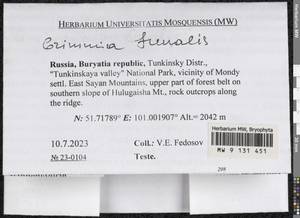 HERBARIUM UNIVERSITATIS MOSQUENSIS (MW)
Grimmia
Russia, Buryatia republic, Tunkinsky Distr.,
"Tunkinskaya valley" National Park, vicinity of Mondy
settl. East Sayan Mountains, upper part of forest belt on
southern slope of Hulugaisha Mt., rock outcrops along
the ridge.
N: 51.71789° E: 101.001907° Alt.= 2042 m
10.7.2023 Coll.: V.E. Fedosov
№ 23-0104 Teste.
Herbarium MW, Bryophyta
MW 9 131 451
298